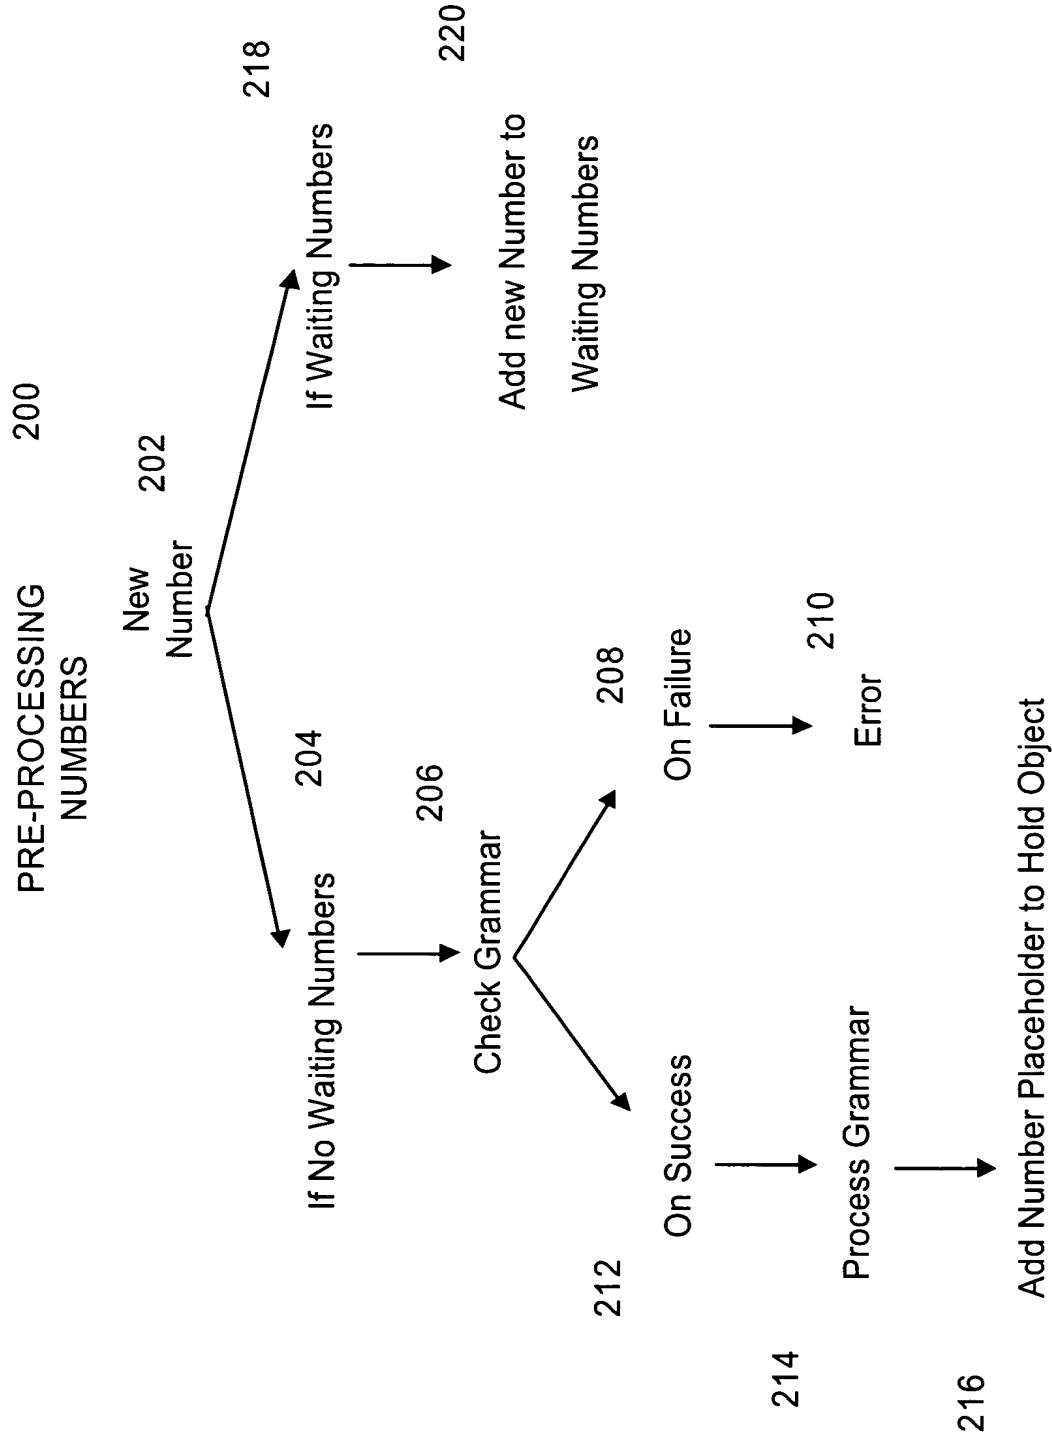 PRE-PROCESSING
NUMBERS
200
New
Number
202
If No Waiting Numbers
204
If Waiting Numbers
218
Check Grammar
206
Add new Number to
Waiting Numbers
220
212
On Success
On Failure
208
214
Process Grammar
Error
210
216
Add Number Placeholder to Hold Object